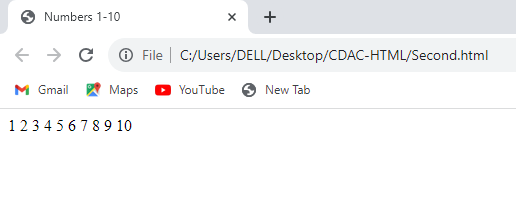 Numbers 1-10
File C:/Users/DELL/Desktop/CDAC-HTML/Second.html
Gmail Maps YouTube New Tab
1 2 3 4 5 6 7 8 9 10